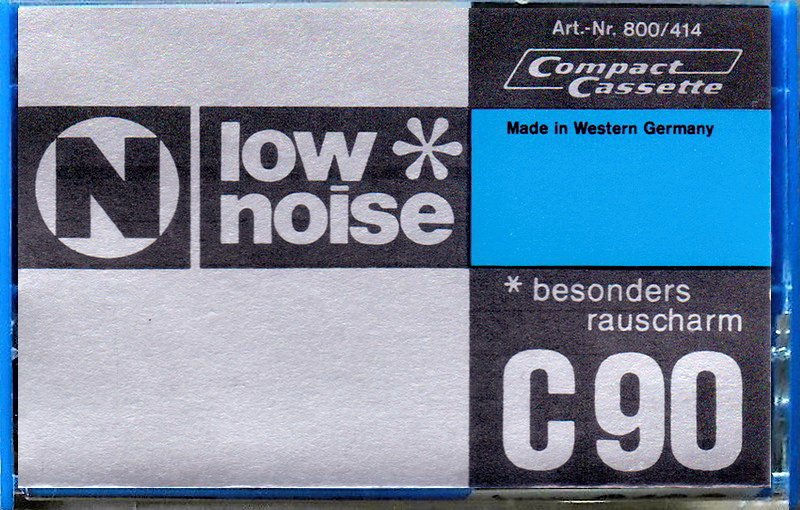 Art.-Nr. 800/414
Compact
Cassette
Made in Western Germany
N
low *
noise
* besonders
rauscharm
C90